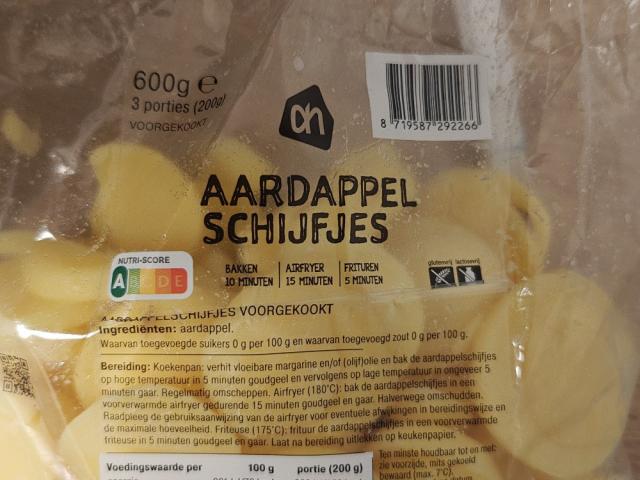 600g e
3 porties (200g)
VOORGEKOOKT
ah
8 719587 292266
AARDAPPEL
SCHIJFJES
NUTRI-SCORE
A B C D E
BAKKEN
10 MINUTEN
AIRFRYER
15 MINUTEN
FRITUREN
5 MINUTEN
glutenvrij lactosevrij
AARDAPPELSCHIJFJES VOORGEKOOKT
Ingrediënten: aardappel.
Waarvan toegevoegde suikers 0 g per 100 g en waarvan toegevoegd zout 0 g per 100 g.
Bereiding: Koekenpan: verhit vloeibare margarine en/of (olijf)olie en bak de aardappelschijfjes
op hoge temperatuur in 5 minuten goudgeel en vervolgens op lage temperatuur in ongeveer 5
minuten gaar. Regelmatig omscheppen. Airfryer (180°C): bak de aardappelschijfjes in een
voorverwarmde airfryer gedurende 15 minuten goudgeel en gaar. Halverwege omschudden.
Raadpleeg de gebruiksaanwijzing van de airfryer voor eventuele afwijkingen in bereidingswijze en
de maximale hoeveelheid. Friteuse (175°C): frituur de aardappelschijfjes in een voorverwarmde
friteuse in 5 minuten goudgeel en gaar. Laat na bereiding uitlekken op keukenpapier.
Voedingswaarde per 100 g portie (200 g)
Ten minste houdbaar tot en met:
zie voorzijde, mits gekoeld
bewaard (max. 7°C).